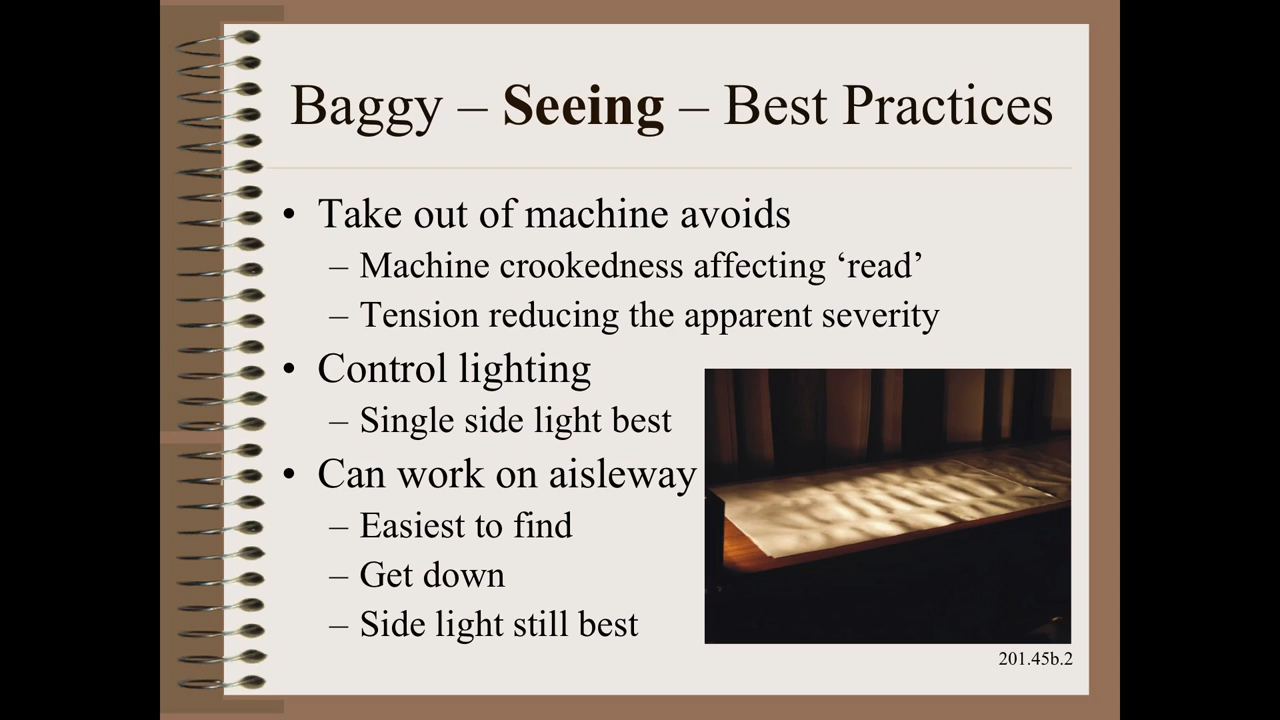 Baggy – Seeing – Best Practices
• Take out of machine avoids
– Machine crookedness affecting ‘read’
– Tension reducing the apparent severity
• Control lighting
– Single side light best
• Can work on aisleway
– Easiest to find
– Get down
– Side light still best
201.45b.2